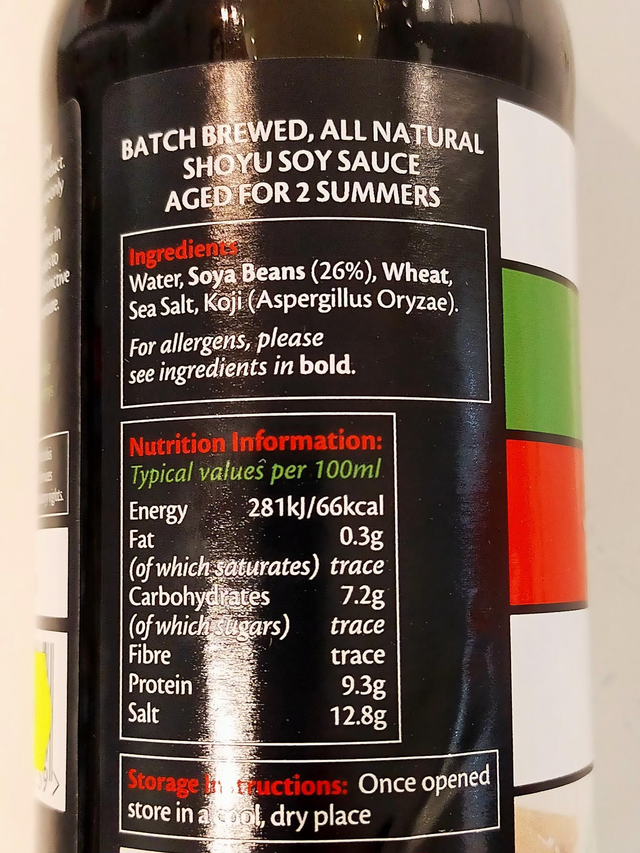 BATCH BREWED, ALL NATURAL
SHOYU SOY SAUCE
AGED FOR 2 SUMMERS
Ingredients
Water, Soya Beans (26%), Wheat,
Sea Salt, Koji (Aspergillus Oryzae).
For allergens, please
see ingredients in bold.
Nutrition Information:
Typical values per 100ml
Energy 281kJ/66kcal
Fat 0.3g
(of which saturates) trace
Carbohydrates 7.2g
(of which sugars) trace
Fibre trace
Protein 9.3g
Salt 12.8g
Storage Instructions: Once opened
store in a cool, dry place